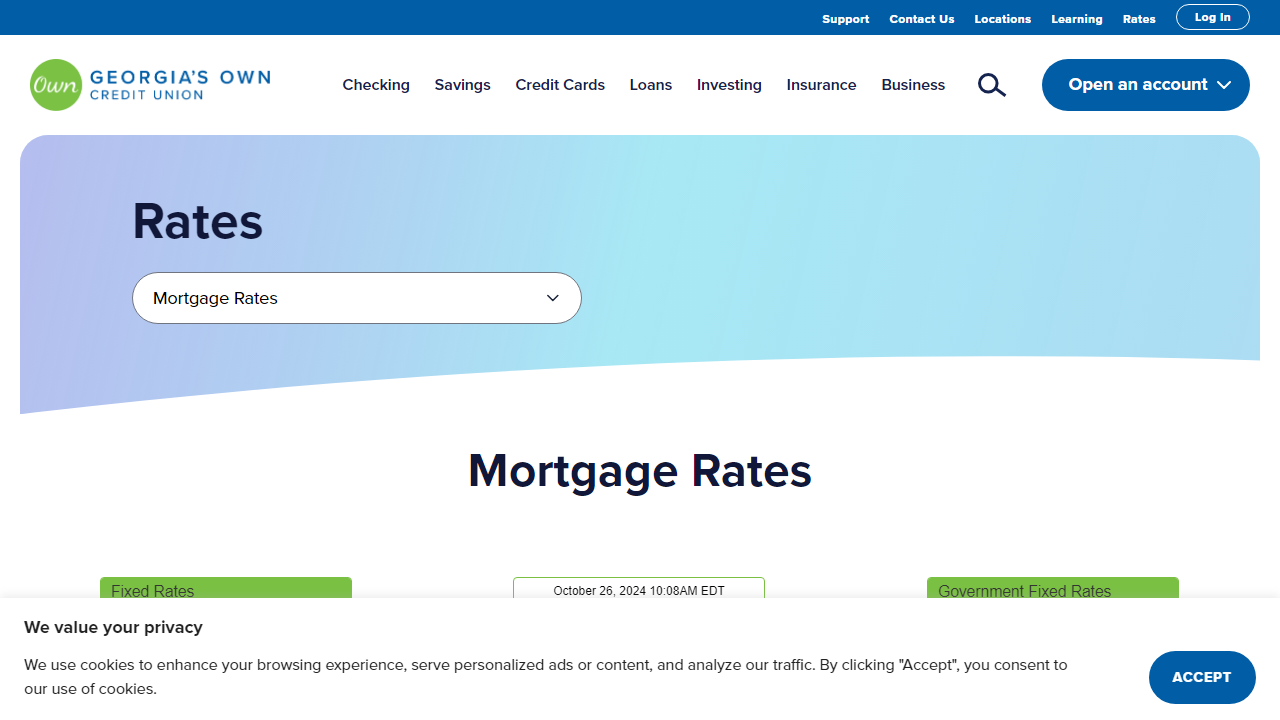 Support Contact Us Locations Learning Rates Log In
Own GEORGIA'S OWN
CREDIT UNION
Checking Savings Credit Cards Loans Investing Insurance Business Open an account
Rates
Mortgage Rates
Mortgage Rates
Fixed Rates October 26, 2024 10:08AM EDT Government Fixed Rates
We value your privacy
We use cookies to enhance your browsing experience, serve personalized ads or content, and analyze our traffic. By clicking "Accept", you consent to
our use of cookies.
ACCEPT